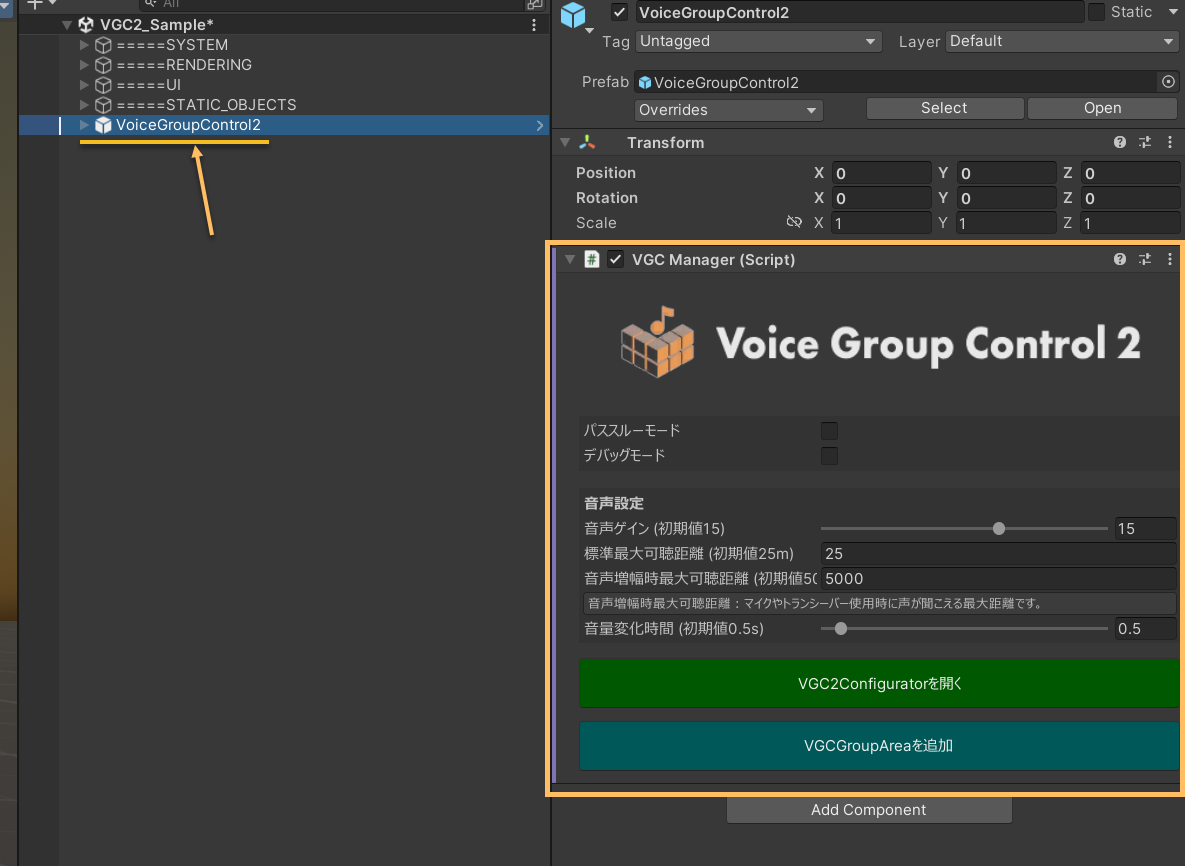 All
VGC2_Sample*
=====SYSTEM
=====RENDERING
=====UI
=====STATIC_OBJECTS
VoiceGroupControl2
VoiceGroupControl2 Static
Tag Untagged Layer Default
Prefab VoiceGroupControl2
Overrides Select Open
Transform
Position X 0 Y 0 Z 0
Rotation X 0 Y 0 Z 0
Scale X 1 Y 1 Z 1
# VGC Manager (Script)
Voice Group Control 2
パススルーモード
デバッグモード
音声設定
音声ゲイン (初期値15) 15
標準最大可聴距離 (初期値25m) 25
音声増幅時最大可聴距離 (初期値50 5000
音声増幅時最大可聴距離：マイクやトランシーバー使用時に声が聞こえる最大距離です。
音量変化時間 (初期値0.5s) 0.5
VGC2Configuratorを開く
VGCGroupAreaを追加
Add Component